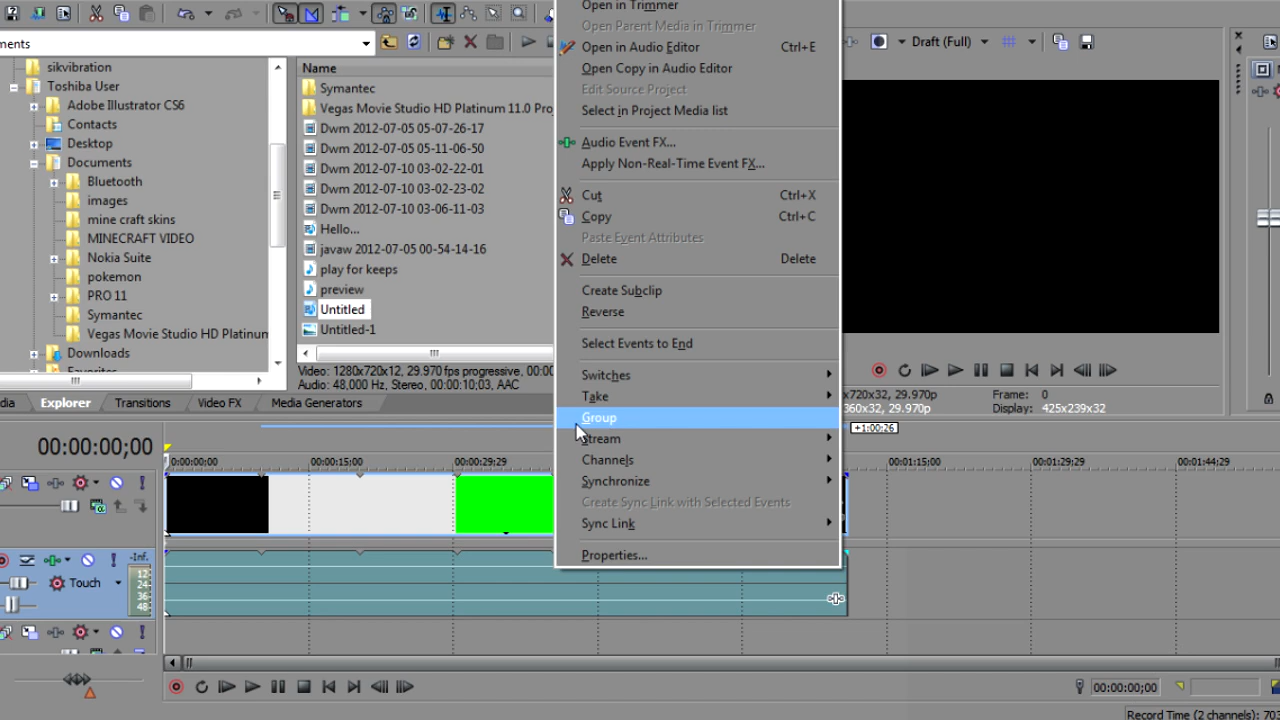 ments
sikvibration
Toshiba User
Adobe Illustrator CS6
Contacts
Desktop
Documents
Bluetooth
images
mine craft skins
MINECRAFT VIDEO
Nokia Suite
pokemon
PRO 11
Symantec
Vegas Movie Studio HD Platinum
Downloads
Name
Symantec
Vegas Movie Studio HD Platinum 11.0 Pro
Dwm 2012-07-05 05-07-26-17
Dwm 2012-07-05 05-11-06-50
Dwm 2012-07-10 03-02-22-01
Dwm 2012-07-10 03-02-23-02
Dwm 2012-07-10 03-06-11-03
Hello...
javaw 2012-07-05 00-54-14-16
play for keeps
preview
Untitled
Untitled-1
Video: 1280x720x12, 29.970 fps progressive, 00:0
Audio: 48,000 Hz, Stereo, 00:00:10;03, AAC
dia
Explorer
Transitions
Video FX
Media Generators
Open in Trimmer
Open Parent Media in Trimmer
Open in Audio Editor Ctrl+E
Open Copy in Audio Editor
Edit Source Project
Select in Project Media list
Audio Event FX...
Apply Non-Real-Time Event FX...
Cut Ctrl+X
Copy Ctrl+C
Paste Event Attributes
Delete Delete
Create Subclip
Reverse
Select Events to End
Switches
Take
Group
Stream
Channels
Synchronize
Create Sync Link with Selected Events
Sync Link
Properties...
Draft (Full)
x720x32, 29.970p
360x32, 29.970p
Frame: 0
Display: 425x239x32
+1:00:26
00:00:00;00
0:00:00;00
00:00:15;00
00:00:29;29
00:01:15;00
00:01:29;29
00:01:44;29
-Inf.
12
24
36
48
Touch
00:00:00;00
Record Time (2 channels): 703